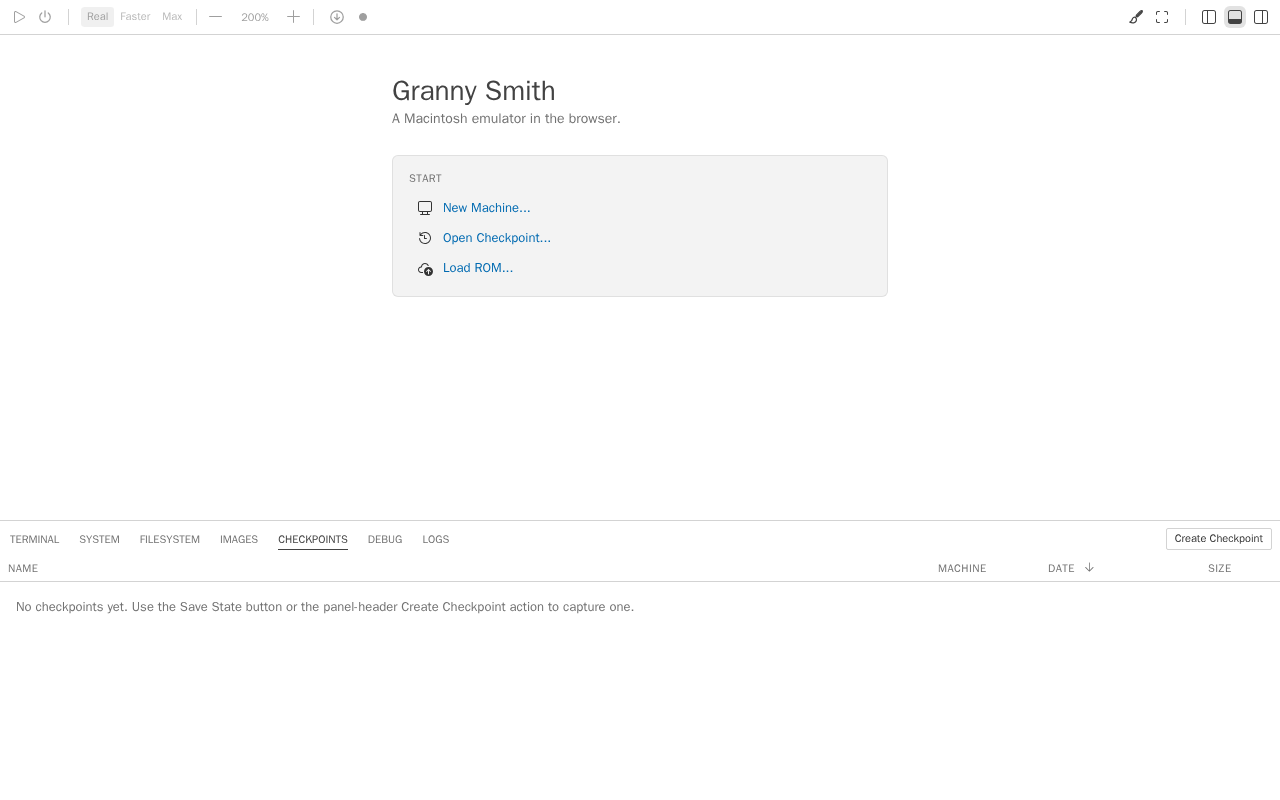 Real Faster Max 200%
Granny Smith
A Macintosh emulator in the browser.
START
New Machine...
Open Checkpoint...
Load ROM...
TERMINAL SYSTEM FILESYSTEM IMAGES CHECKPOINTS DEBUG LOGS Create Checkpoint
NAME MACHINE DATE SIZE
No checkpoints yet. Use the Save State button or the panel-header Create Checkpoint action to capture one.